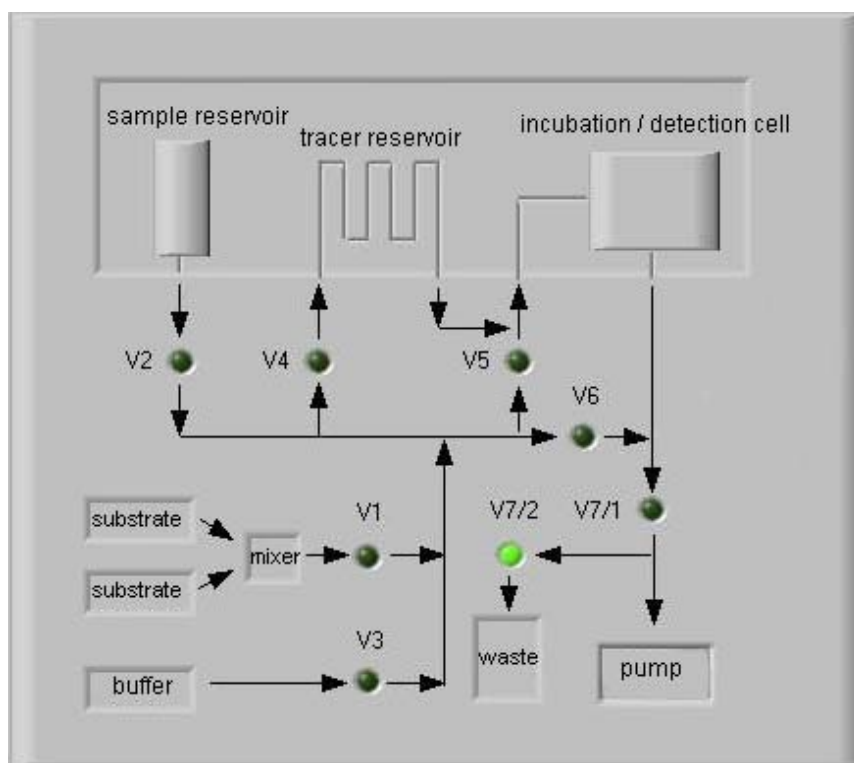 sample reservoir
tracer reservoir
incubation / detection cell
V2
V4
V5
V6
substrate
V1
V7/2
V7/1
mixer
substrate
V3
waste
pump
buffer